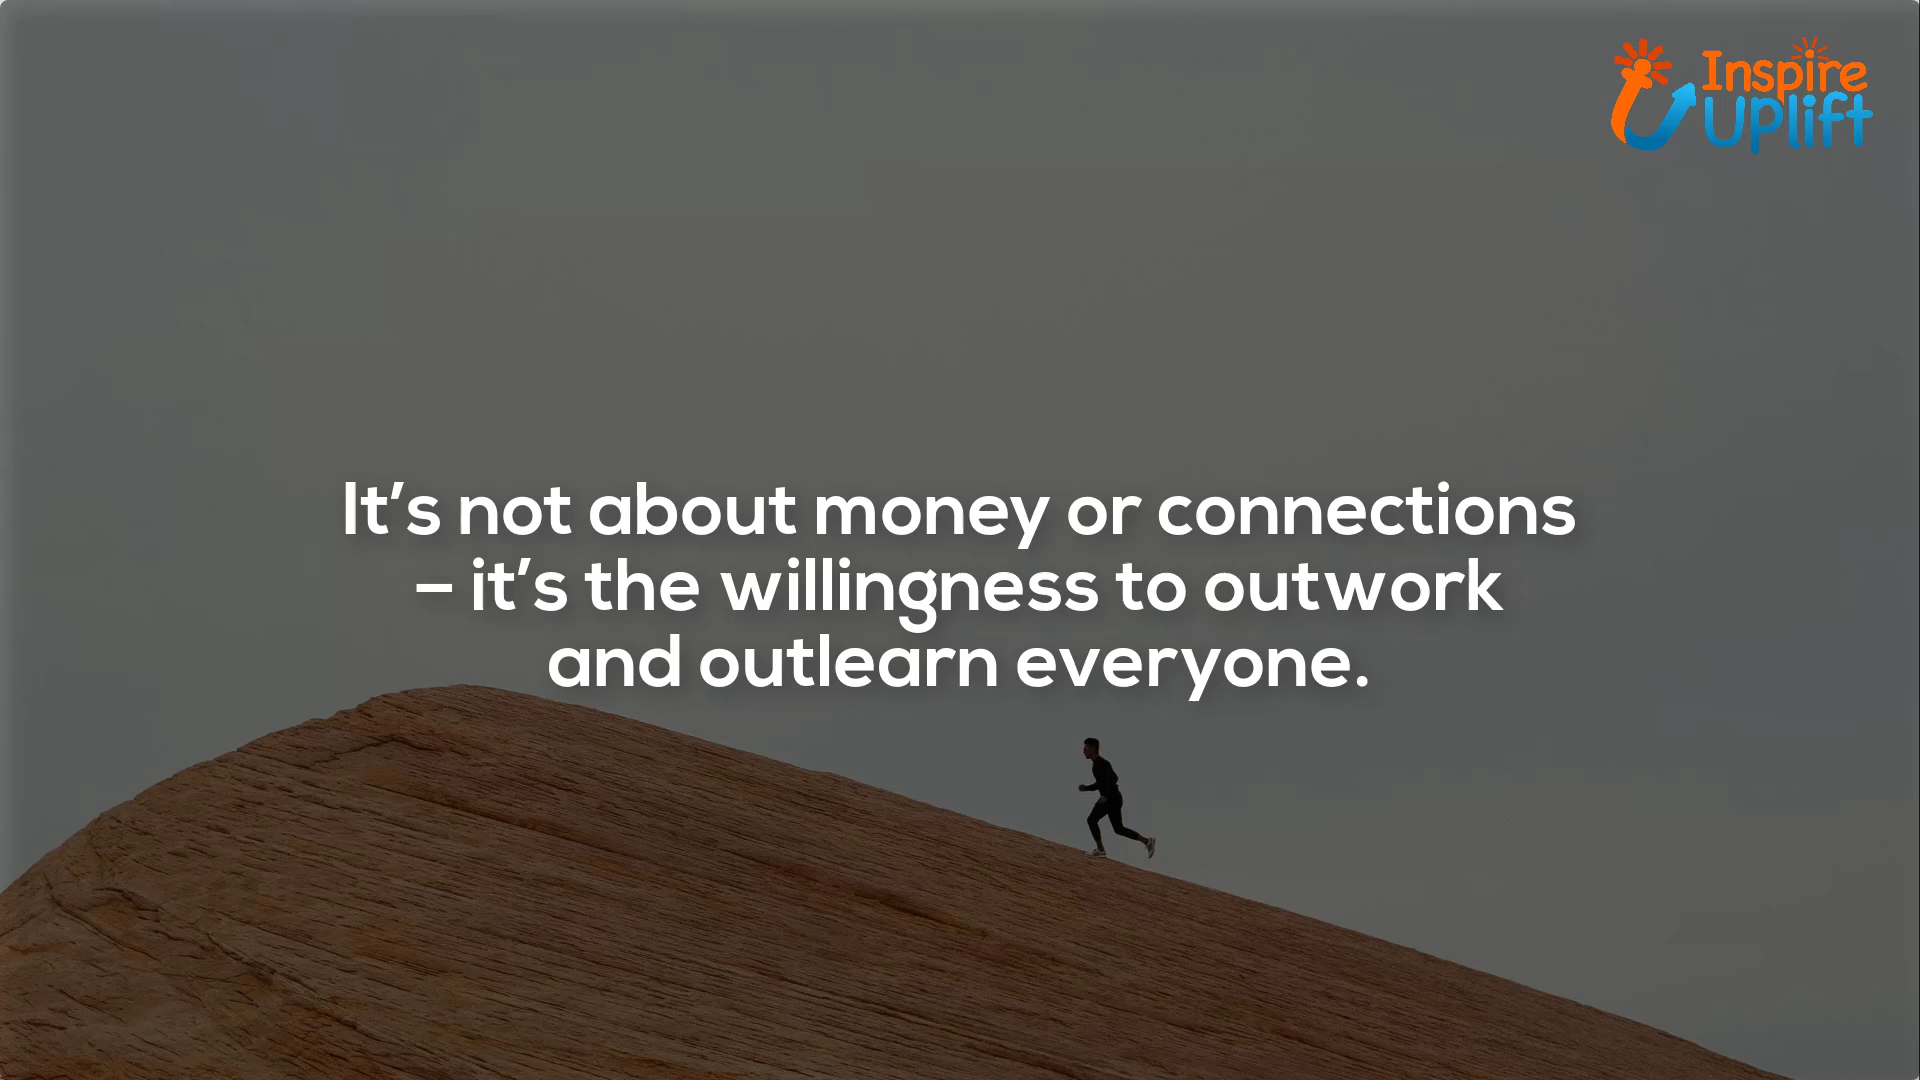 Inspire
Uplift
It’s not about money or connections
– it’s the willingness to outwork
and outlearn everyone.